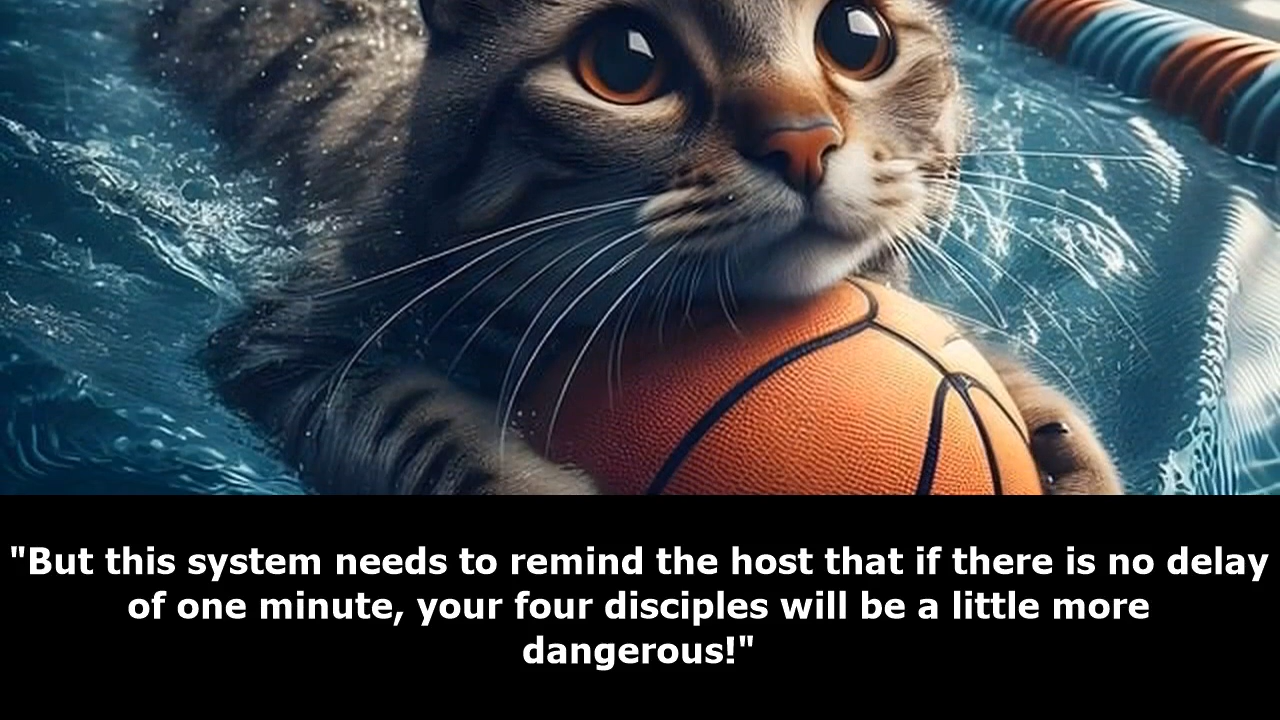 "But this system needs to remind the host that if there is no delay
of one minute, your four disciples will be a little more
dangerous!"